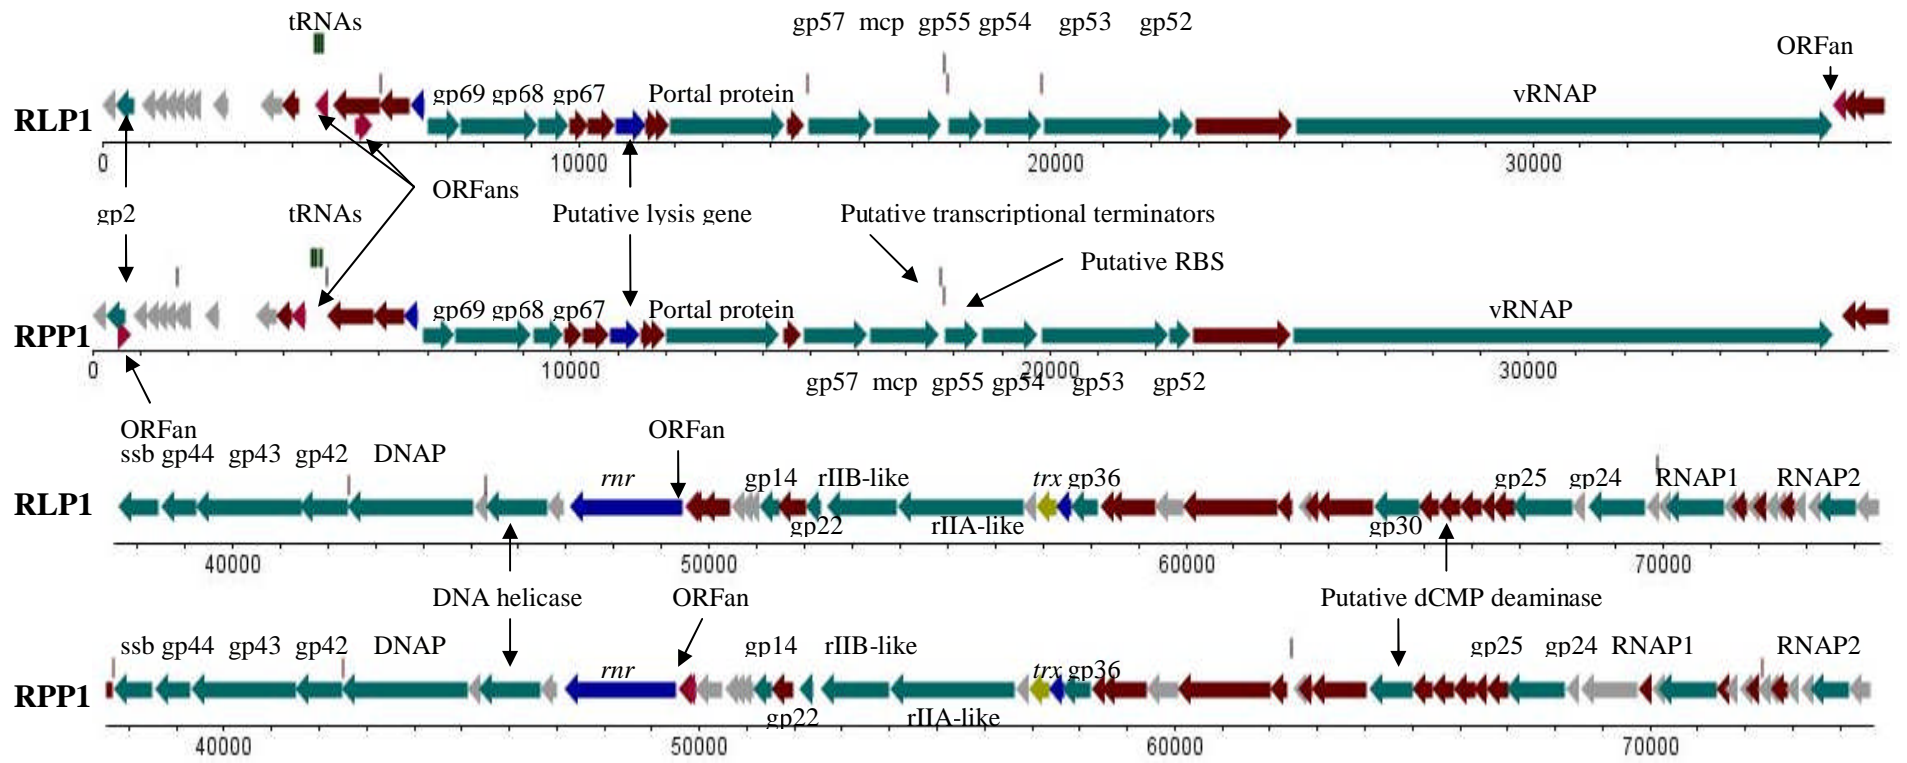 tRNAs gp57 mcp gp55 gp54 gp53 gp52
ORFan
gp69 gp68 gp67 Portal protein vRNAP
RLP1
0 10000 20000 30000
ORFans
gp2 tRNAs Putative lysis gene Putative transcriptional terminators
Putative RBS
gp69 gp68 gp67 Portal protein vRNAP
RPP1
0 10000 20000 30000
gp57 mcp gp55 gp54 gp53 gp52
ORFan ORFan
ssb gp44 gp43 gp42 DNAP
rnr gp14 rIIB-like trx gp36 gp25 gp24 RNAP1 RNAP2
RLP1
gp22 rIIA-like gp30
40000 50000 60000 70000
DNA helicase ORFan Putative dCMP deaminase
ssb gp44 gp43 gp42 DNAP gp14 rIIB-like gp25 gp24 RNAP1 RNAP2
rnr trx gp36
RPP1
gp22 rIIA-like
40000 50000 60000 70000